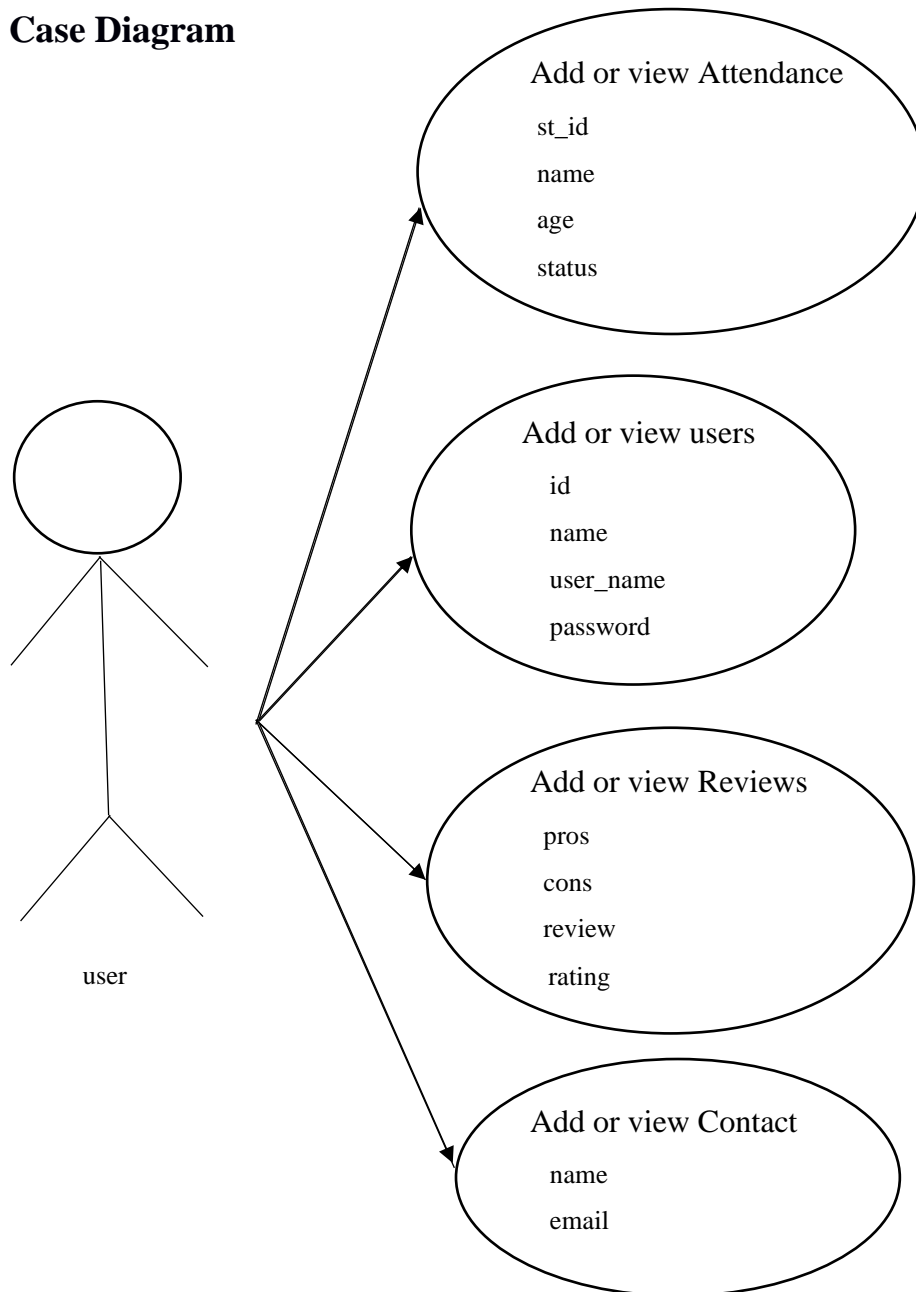 Case Diagram
Add or view Attendance
st_id
name
age
status
Add or view users
id
name
user_name
password
Add or view Reviews
pros
cons
review
rating
user
Add or view Contact
name
email